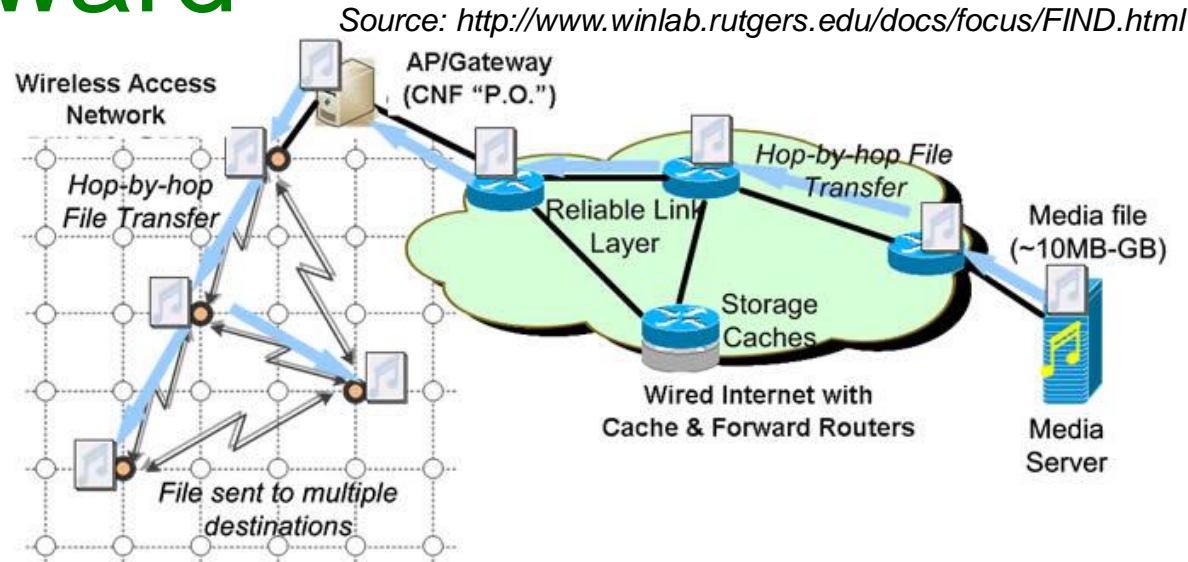 Source: http://www.winlab.rutgers.edu/docs/focus/FIND.html
Wireless Access
Network
AP/Gateway
(CNF “P.O.”)
Hop-by-hop
File Transfer
Hop-by-hop File
Transfer
Reliable Link
Layer
Media file
(~10MB-GB)
Storage
Caches
Wired Internet with
Cache & Forward Routers
Media
Server
File sent to multiple
destinations